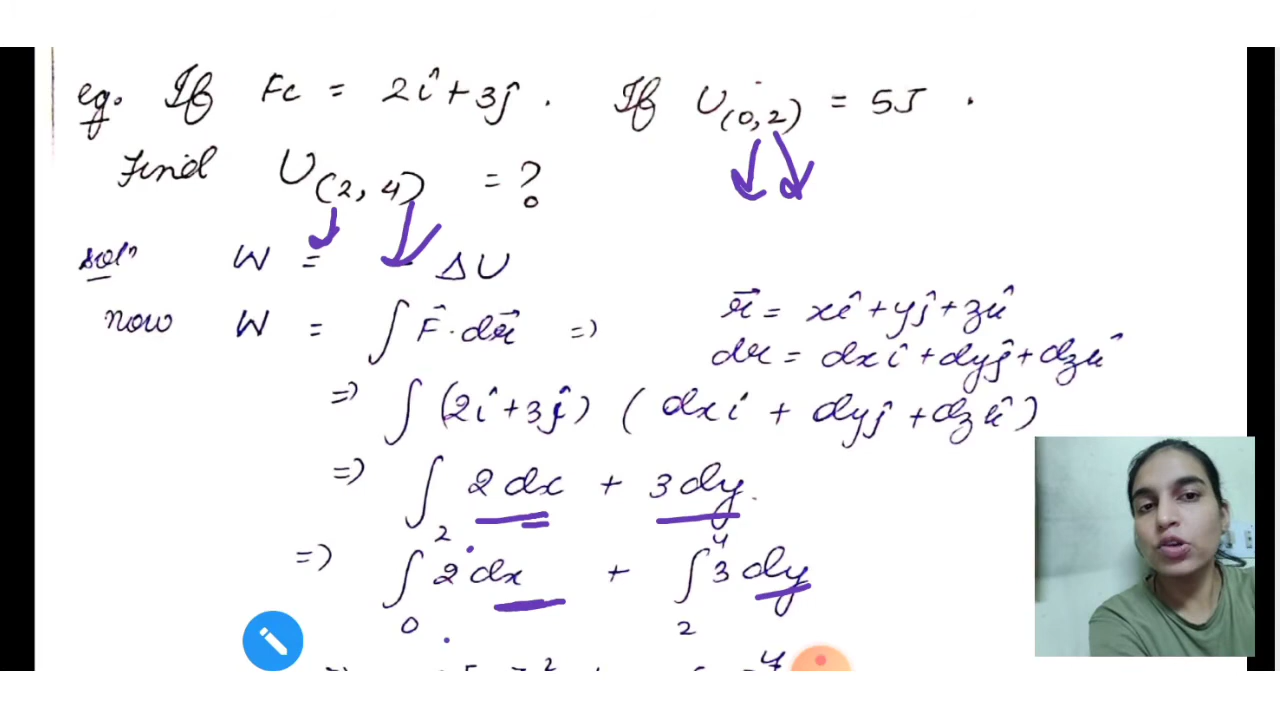 eg. If Fc = 2î + 3ĵ . If U(0,2) = 5J .
Find U(2,4) = ?
soln W = - ΔU
now W = ∫ F⃗ · dr⃗ =>
r⃗ = xî + yĵ + zk̂
dr = dxî + dyĵ + dzk̂
=> ∫ (2î + 3ĵ) (dxî + dyĵ + dzk̂)
=> ∫ 2dx + 3dy.
=> ∫₀² 2dx + ∫₂⁴ 3dy